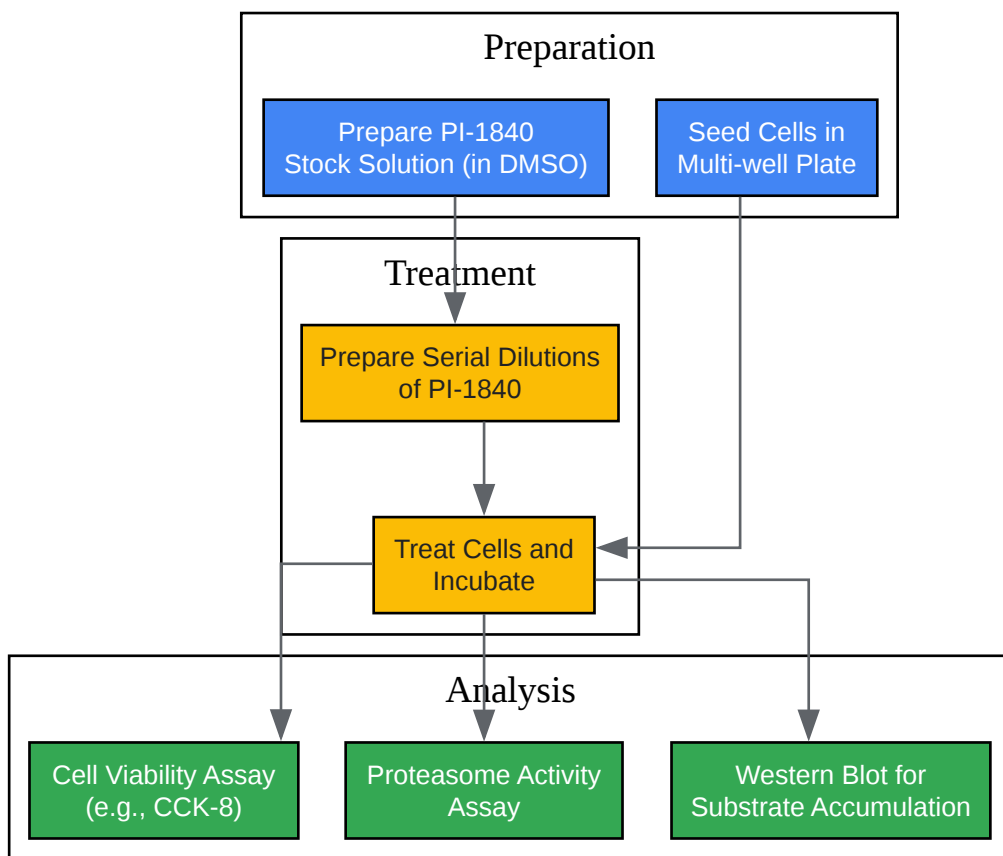 Preparation
Prepare PI-1840
Stock Solution (in DMSO)
Seed Cells in
Multi-well Plate
Treatment
Prepare Serial Dilutions
of PI-1840
Treat Cells and
Incubate
Analysis
Cell Viability Assay
(e.g., CCK-8)
Proteasome Activity
Assay
Western Blot for
Substrate Accumulation